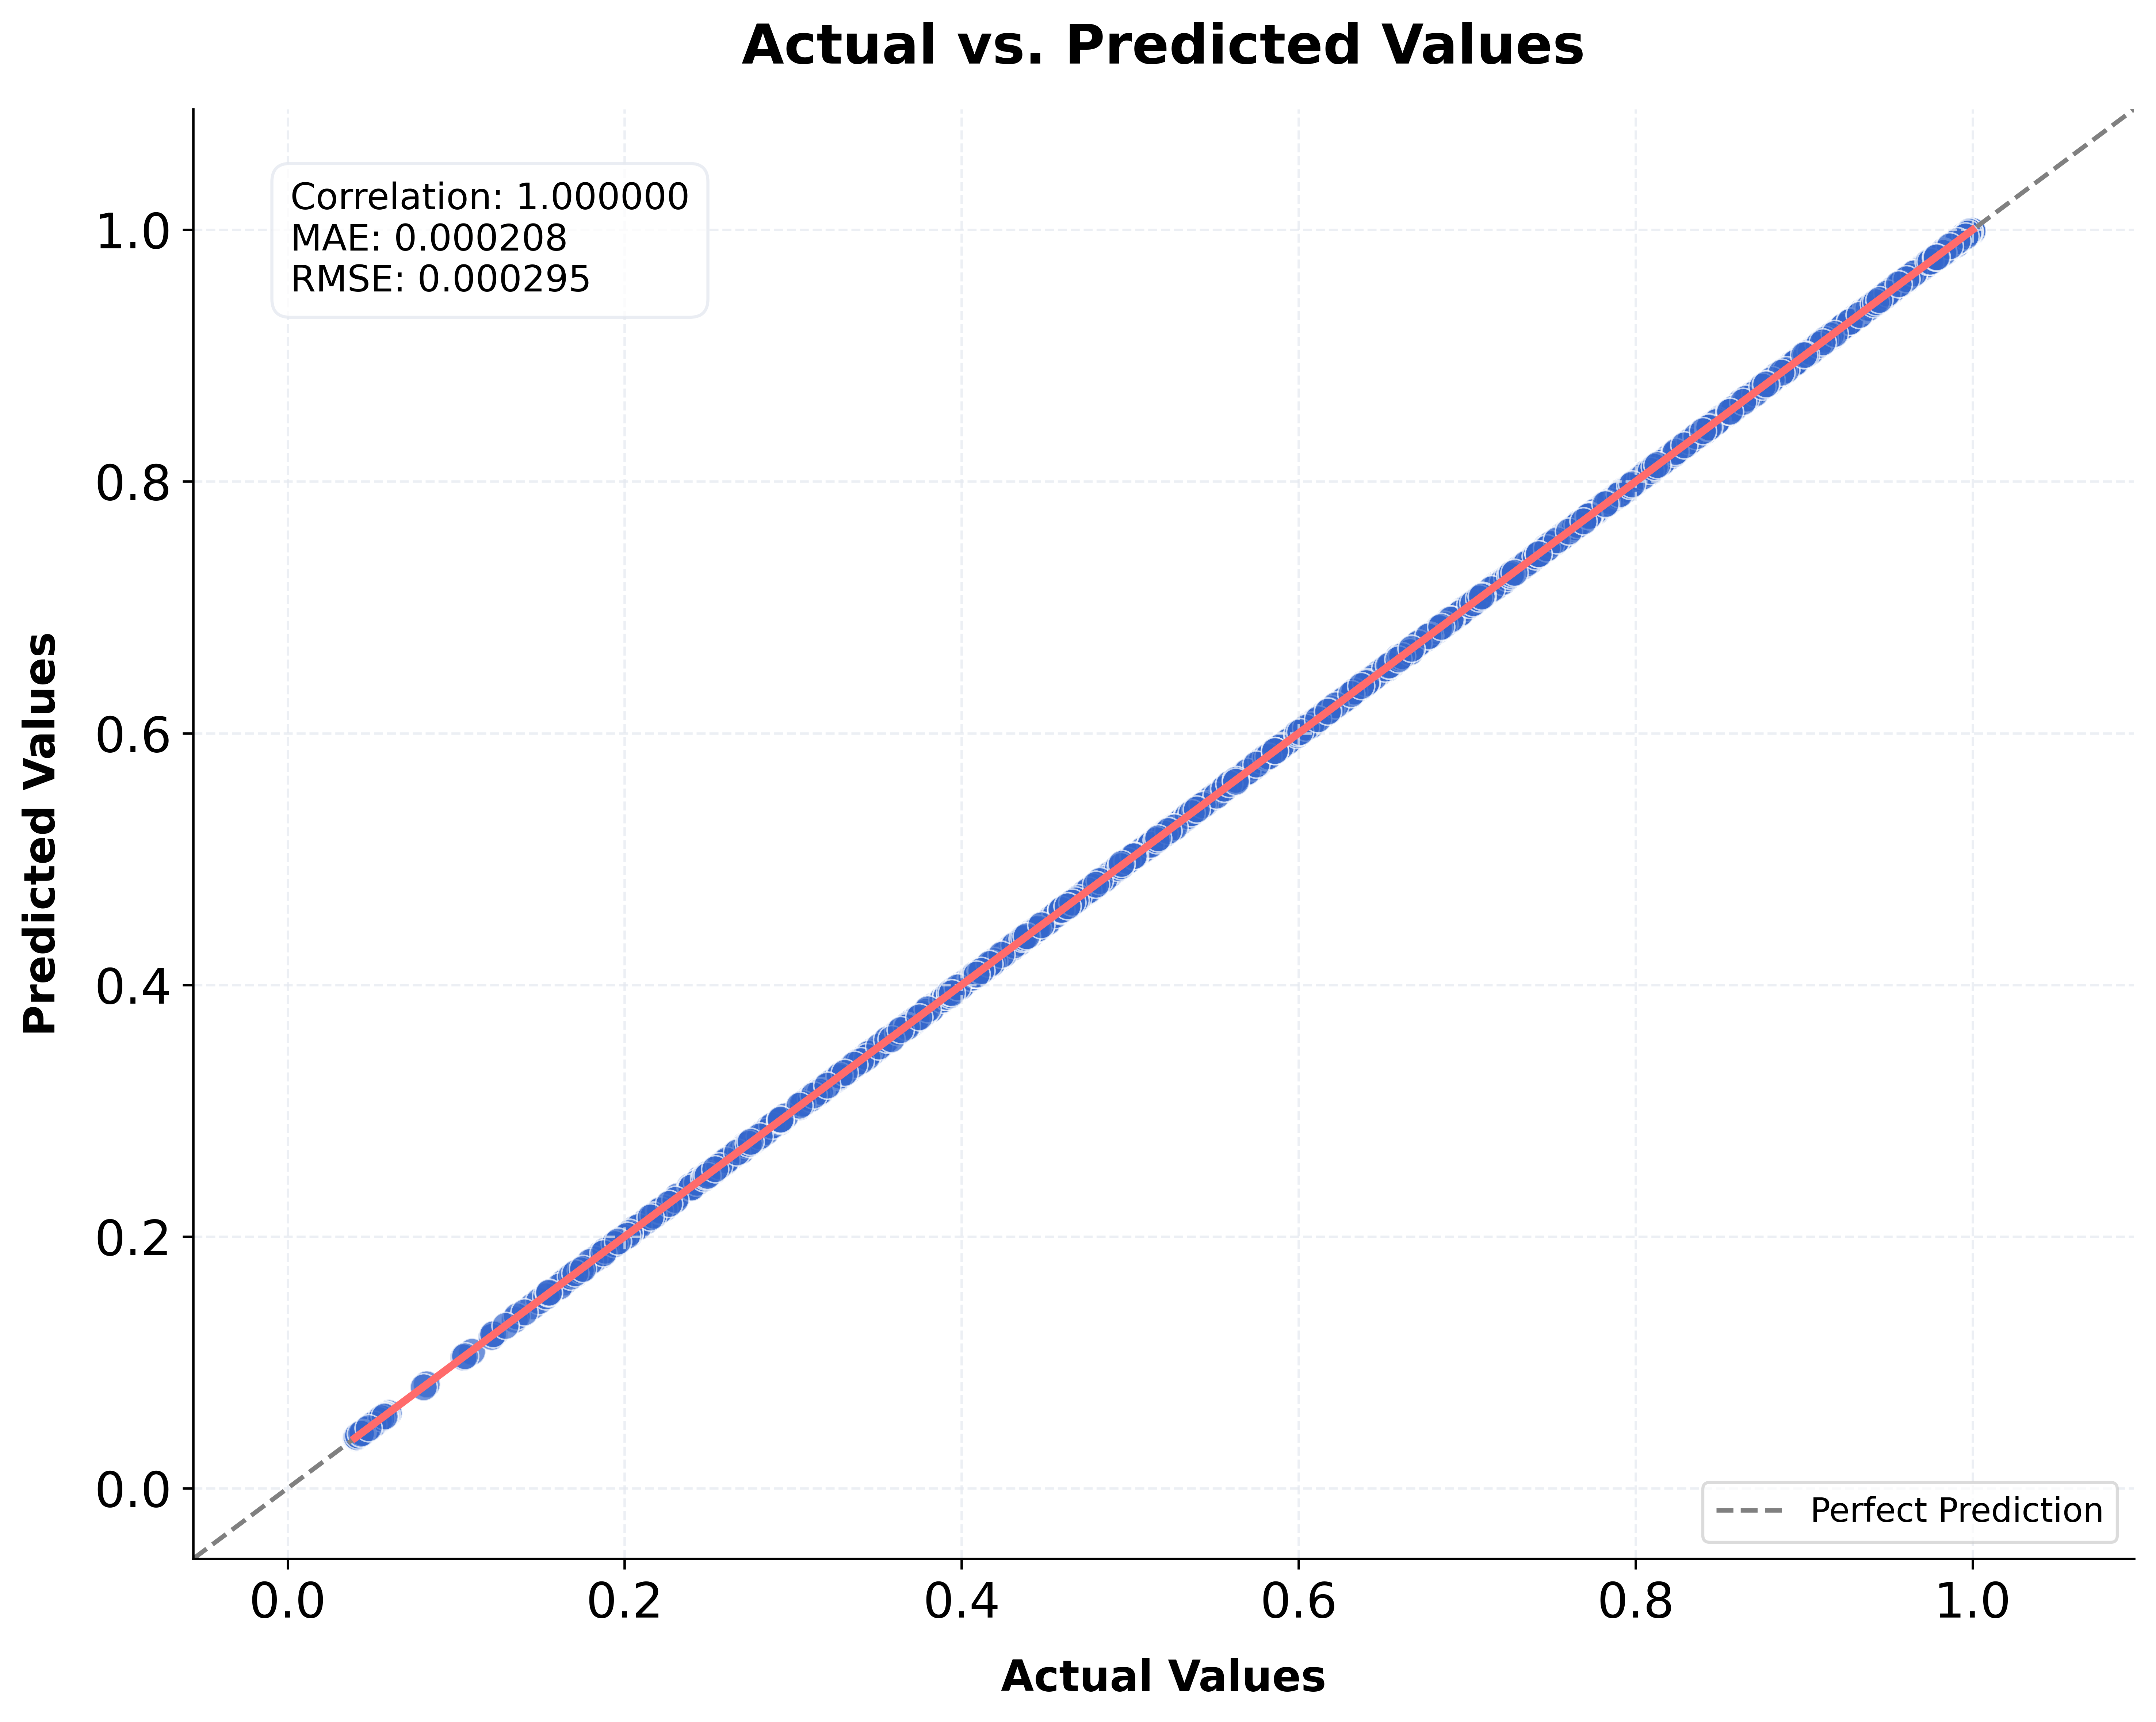 Actual vs. Predicted Values
Correlation: 1.000000
MAE: 0.000208
RMSE: 0.000295
1.0
0.8
0.6
0.4
0.2
0.0
Predicted Values
Perfect Prediction
0.0 0.2 0.4 0.6 0.8 1.0
Actual Values